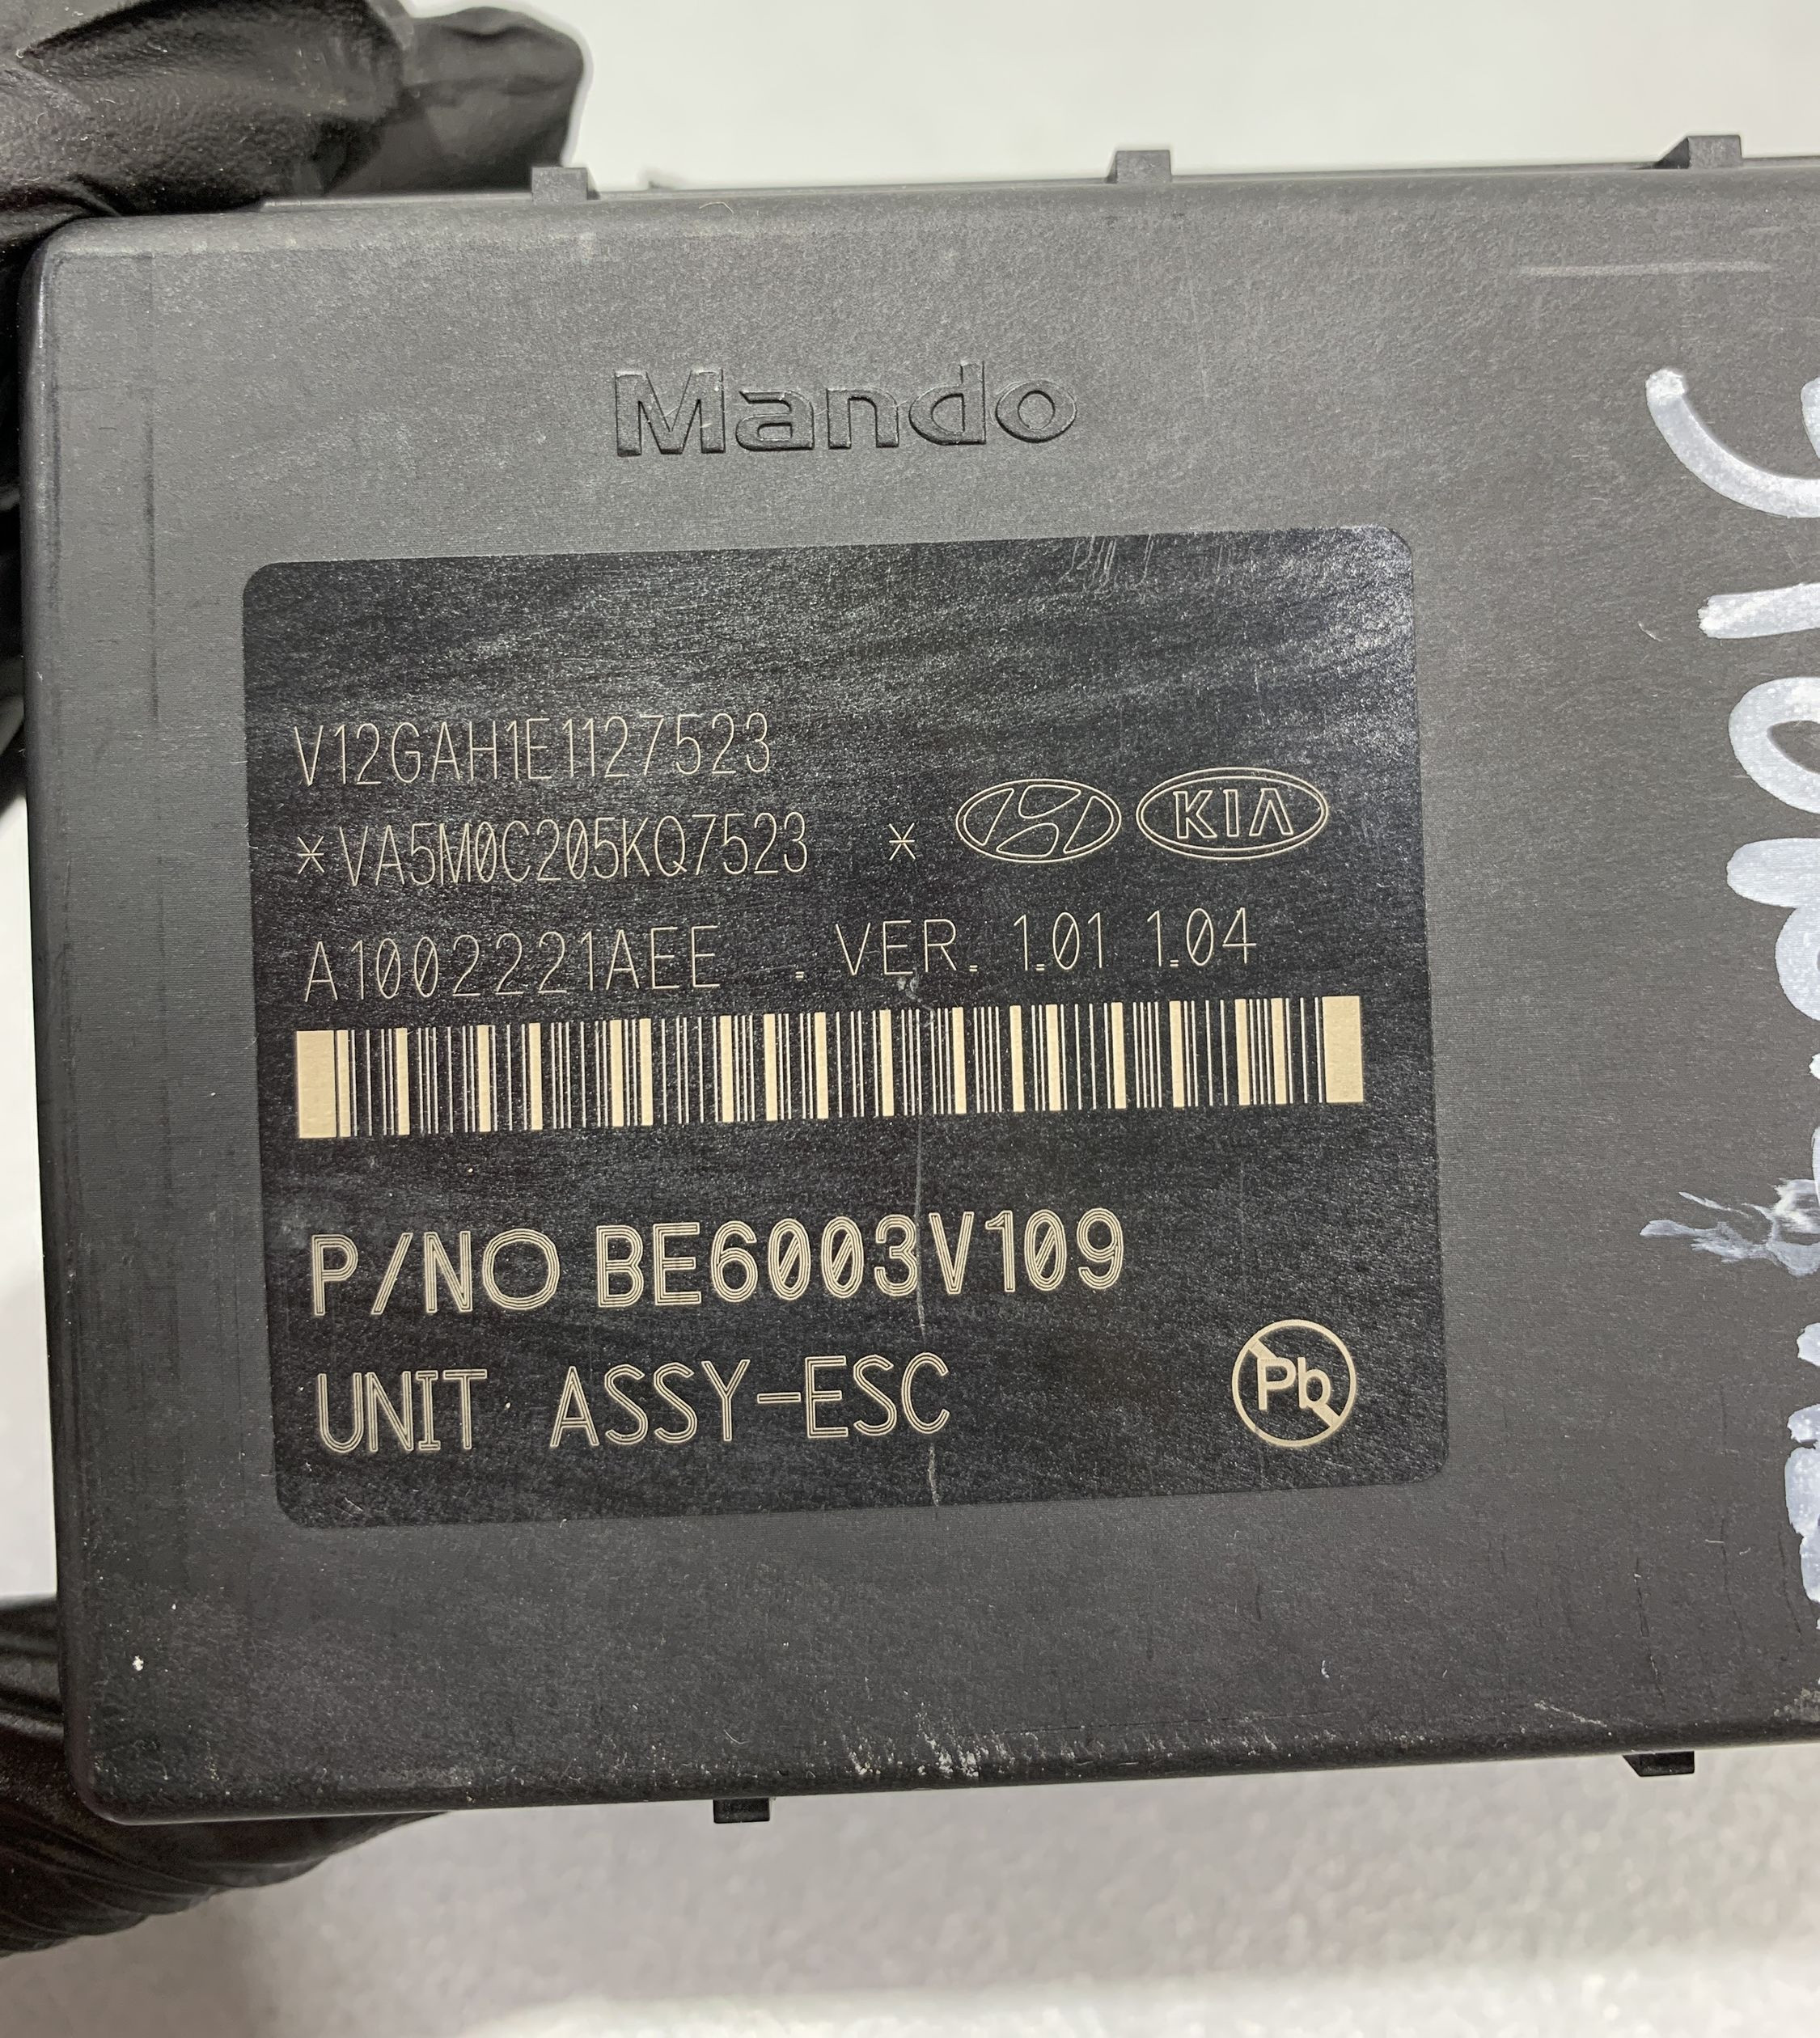 Mando
V12GAH1E1127523
*VA5M0C205KQ7523 *
KIA
A1002221AEE . VER. 1.01 1.04
P/NO BE6003V109
UNIT ASSY-ESC
Pb